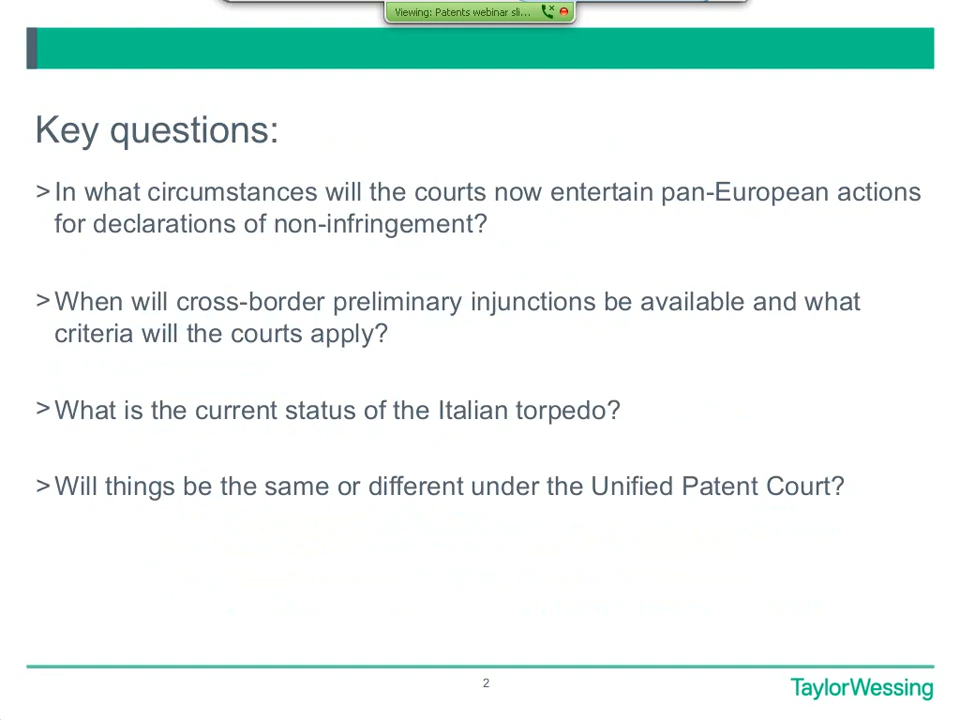 Viewing: Patents webinar sli...
Key questions:
> In what circumstances will the courts now entertain pan-European actions
for declarations of non-infringement?
> When will cross-border preliminary injunctions be available and what
criteria will the courts apply?
> What is the current status of the Italian torpedo?
> Will things be the same or different under the Unified Patent Court?
2
TaylorWessing